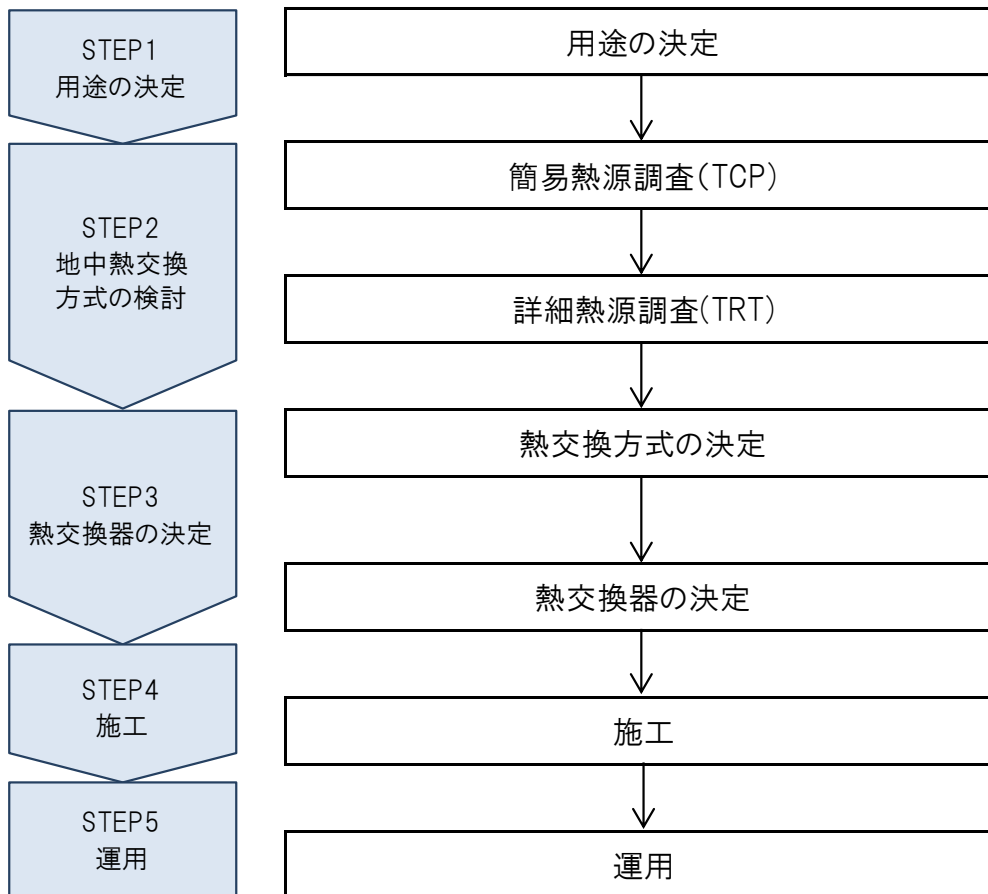 STEP1
用途の決定
用途の決定
STEP2
地中熱交換
方式の検討
簡易熱源調査(TCP)
詳細熱源調査(TRT)
STEP3
熱交換器の決定
熱交換方式の決定
熱交換器の決定
STEP4
施工
施工
STEP5
運用
運用